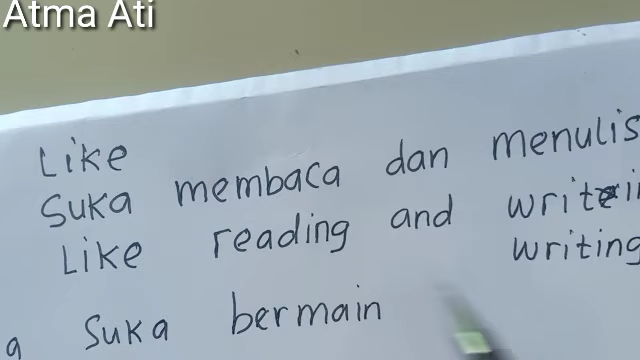 Atma Ati
Like
Suka membaca dan menulis
Like reading and
writing
a Suka bermain